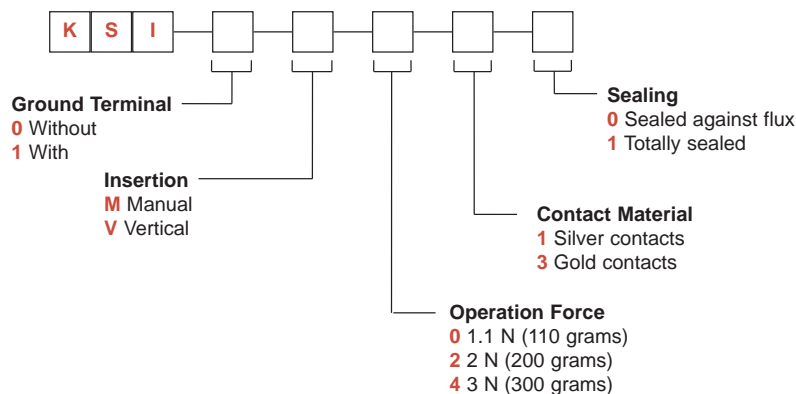 K S I
Ground Terminal
0 Without
1 With
Insertion
M Manual
V Vertical
Operation Force
0 1.1 N (110 grams)
2 2 N (200 grams)
4 3 N (300 grams)
Contact Material
1 Silver contacts
3 Gold contacts
Sealing
0 Sealed against flux
1 Totally sealed